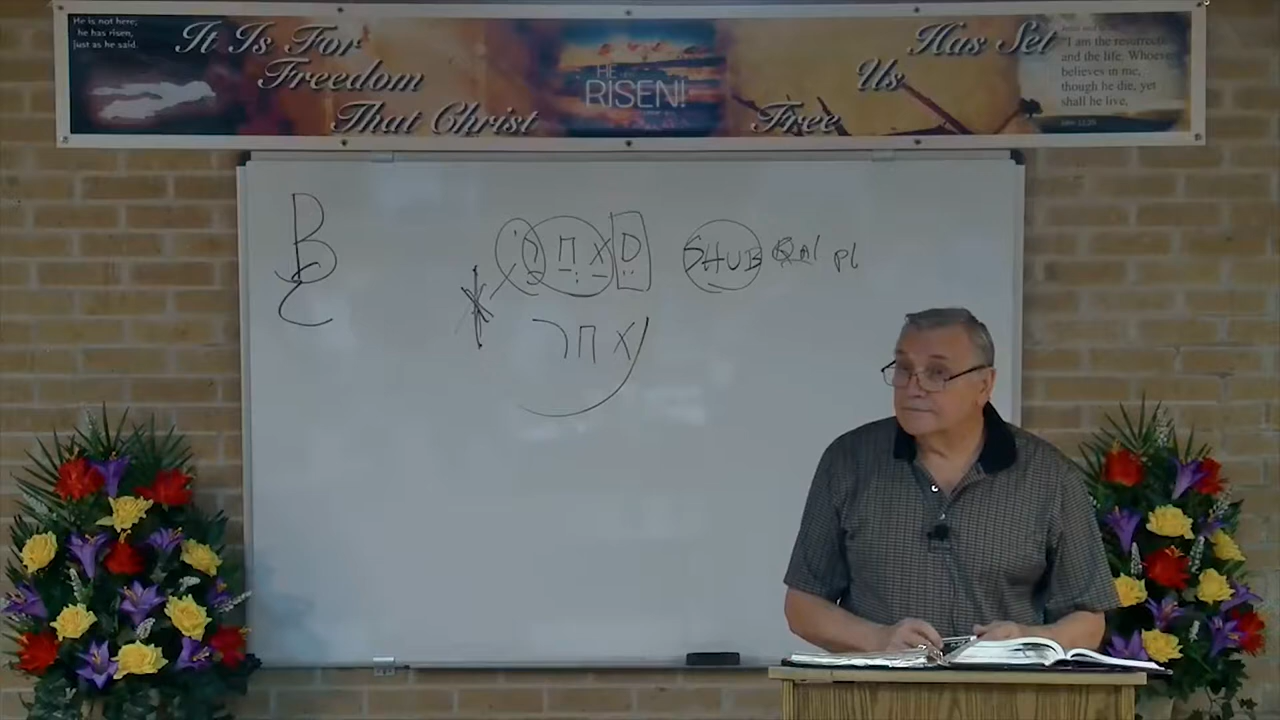 He is not here;
he has risen,
just as he said.
It Is For
Freedom
That Christ
HE
RISEN!
Has Set
Us
Free
"I am the
and the life.
believes in me,
though he die, yet
shall he live,
B
C
SHUB Qal pl
אחר